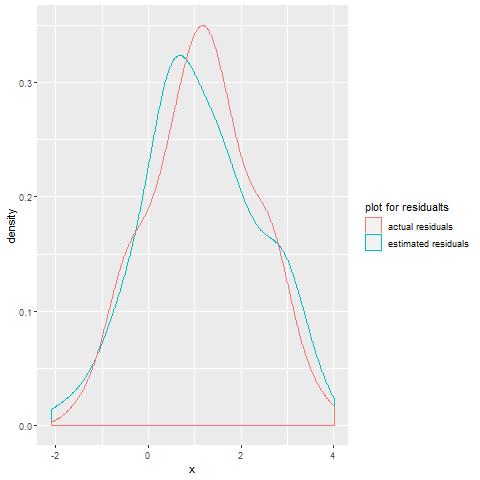 0.3
0.2
0.1
0.0
density
-2
0
2
4
x
plot for residualts
actual residuals
estimated residuals